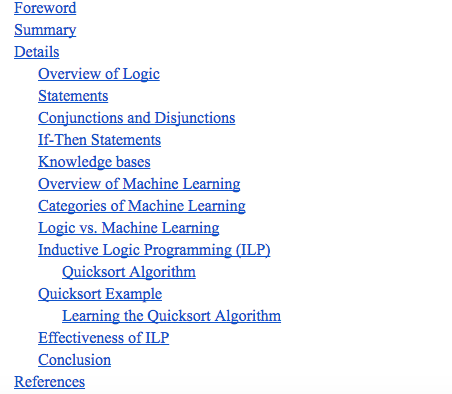 Foreword
Summary
Details
Overview of Logic
Statements
Conjunctions and Disjunctions
If-Then Statements
Knowledge bases
Overview of Machine Learning
Categories of Machine Learning
Logic vs. Machine Learning
Inductive Logic Programming (ILP)
Quicksort Algorithm
Quicksort Example
Learning the Quicksort Algorithm
Effectiveness of ILP
Conclusion
References